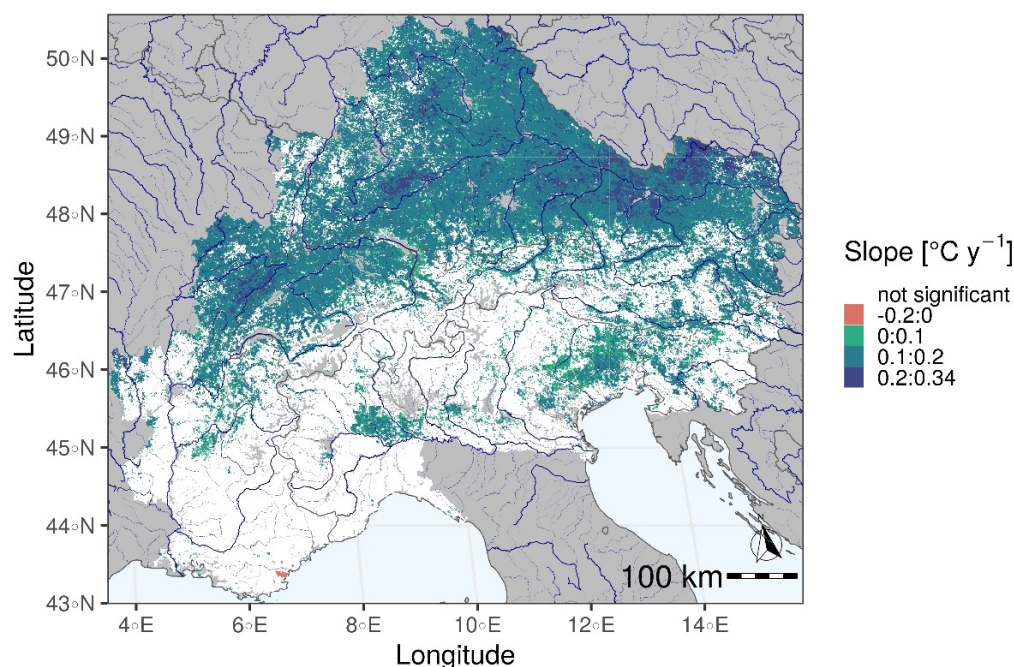 50°N
49°N
48°N
47°N
46°N
45°N
44°N
43°N
Latitude
4°E
6°E
8°E
10°E
12°E
14°E
Longitude
N
100 km
Slope [°C y⁻¹]
not significant
-0.2:0
0:0.1
0.1:0.2
0.2:0.34